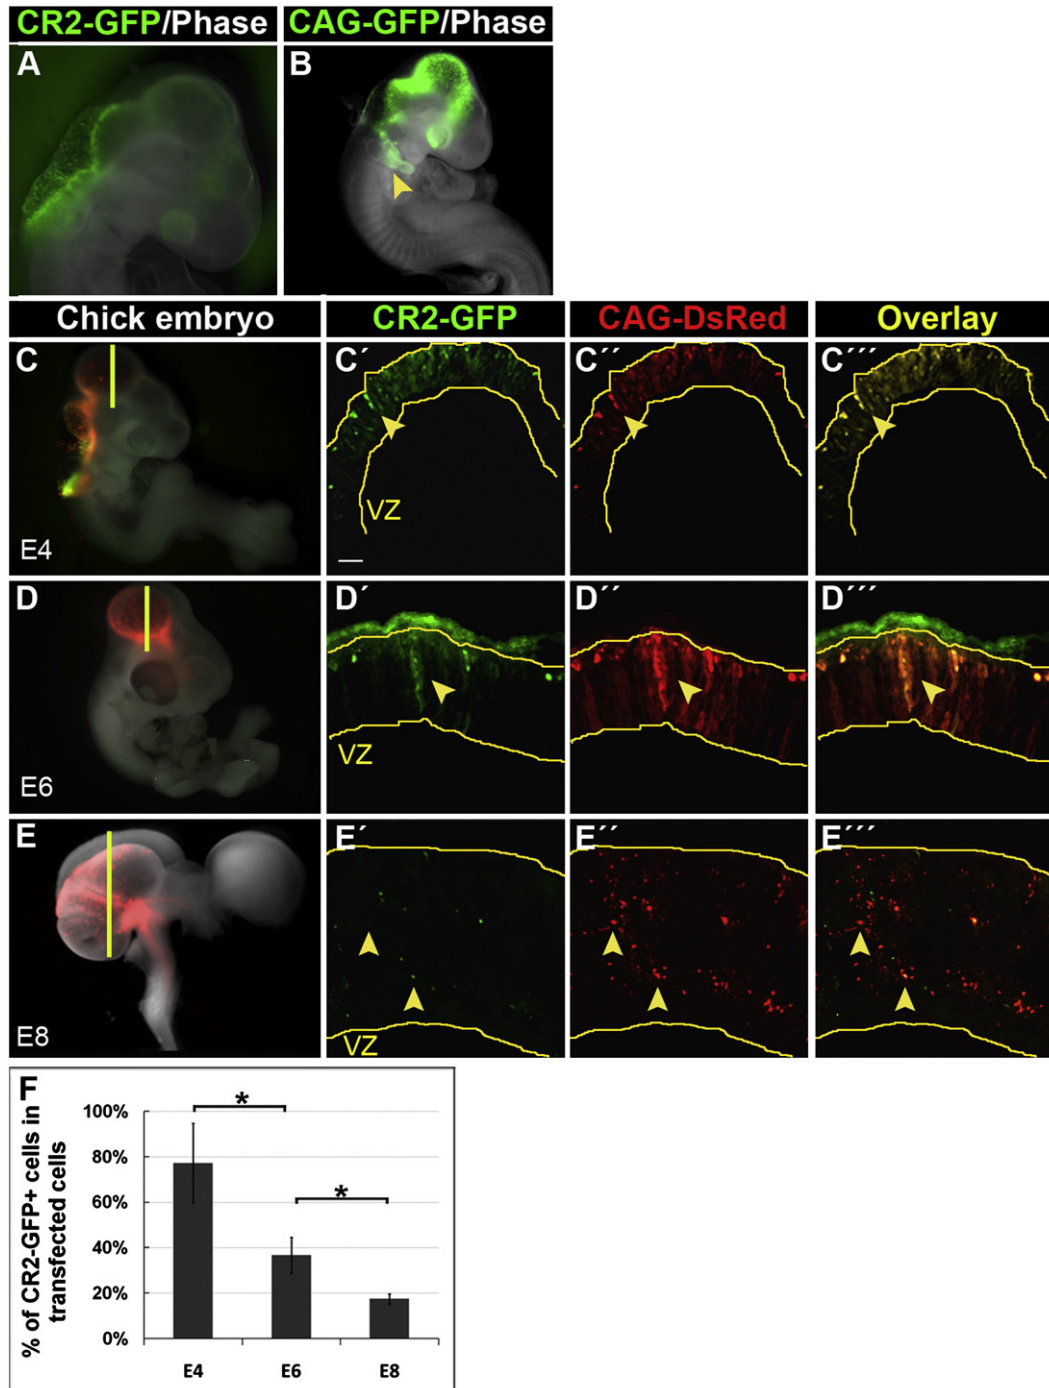 CR2-GFP/Phase
CAG-GFP/Phase
A
B
Chick embryo
CR2-GFP
CAG-DsRed
Overlay
C
E4
C´
VZ
C´´
C´´´
D
E6
D´
VZ
D´´
D´´´
E
E8
E´
VZ
E´´
E´´´
F
% of CR2-GFP+ cells in
transfected cells
100%
80%
60%
40%
20%
0%
*
*
E4
E6
E8